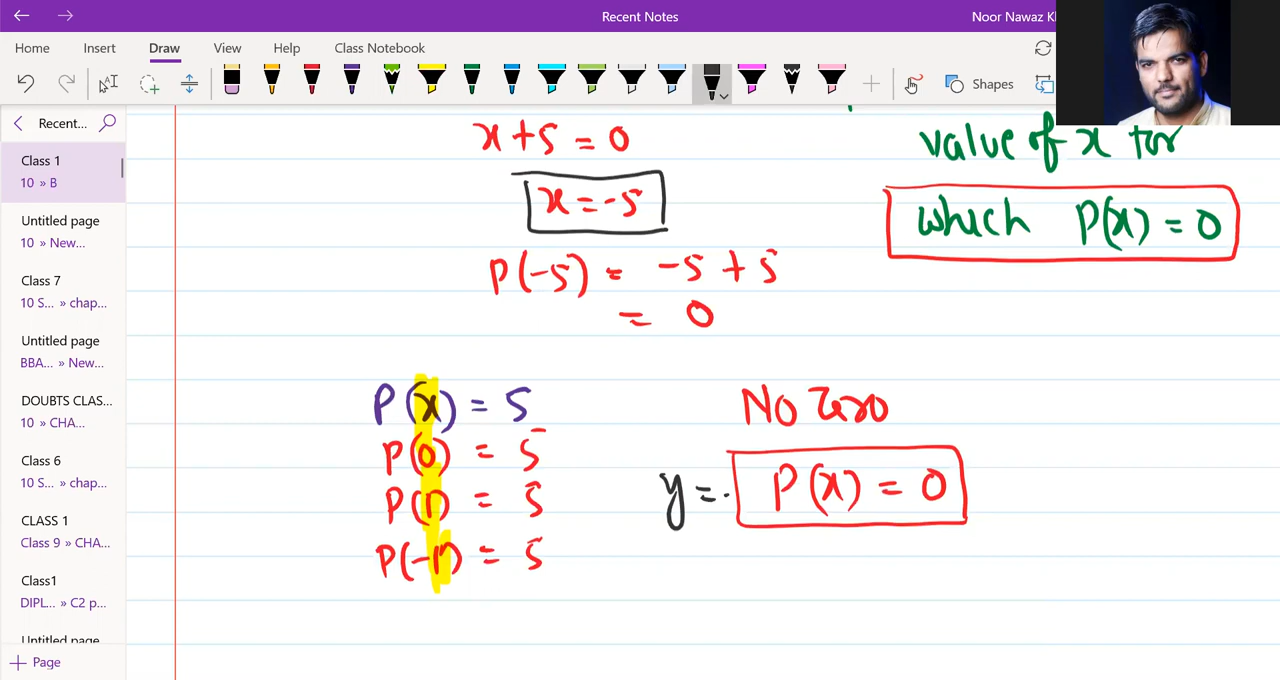 Recent Notes
Noor Nawaz Kh
Home Insert Draw View Help Class Notebook
Shapes
Recent...
Class 1
10 » B
Untitled page
10 » New...
Class 7
10 S... » chap...
Untitled page
BBA... » New...
DOUBTS CLAS...
10 » CHA...
Class 6
10 S... » chap...
CLASS 1
Class 9 » CHA...
Class1
DIPL... » C2 p...
Untitled page
+ Page
x + 5 = 0
x = -5
P(-5) = -5 + 5
= 0
value of x for
which P(x) = 0
P(x) = 5
P(0) = 5
P(1) = 5
P(-1) = 5
No Zero
y = P(x) = 0